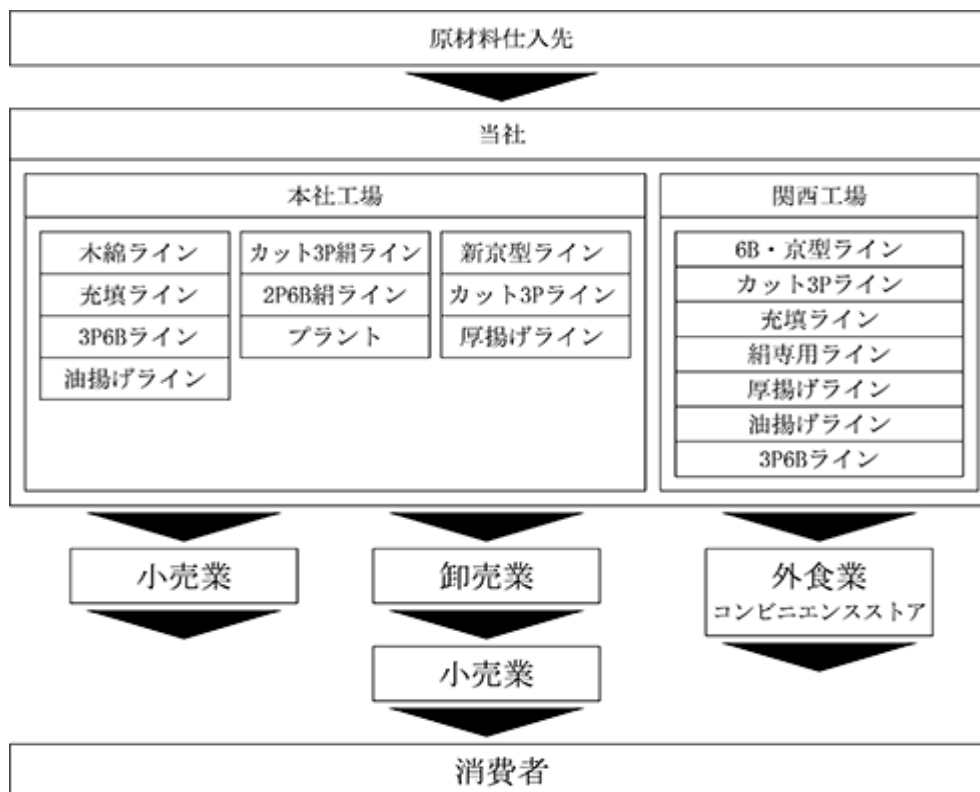 原材料仕入先
当社
本社工場
木綿ライン
充填ライン
3P6Bライン
油揚げライン
カット3P絹ライン
2P6B絹ライン
プラント
新京型ライン
カット3Pライン
厚揚げライン
関西工場
6B・京型ライン
カット3Pライン
充填ライン
絹専用ライン
厚揚げライン
油揚げライン
3P6Bライン
小売業
卸売業
小売業
外食業
コンビニエンスストア
消費者